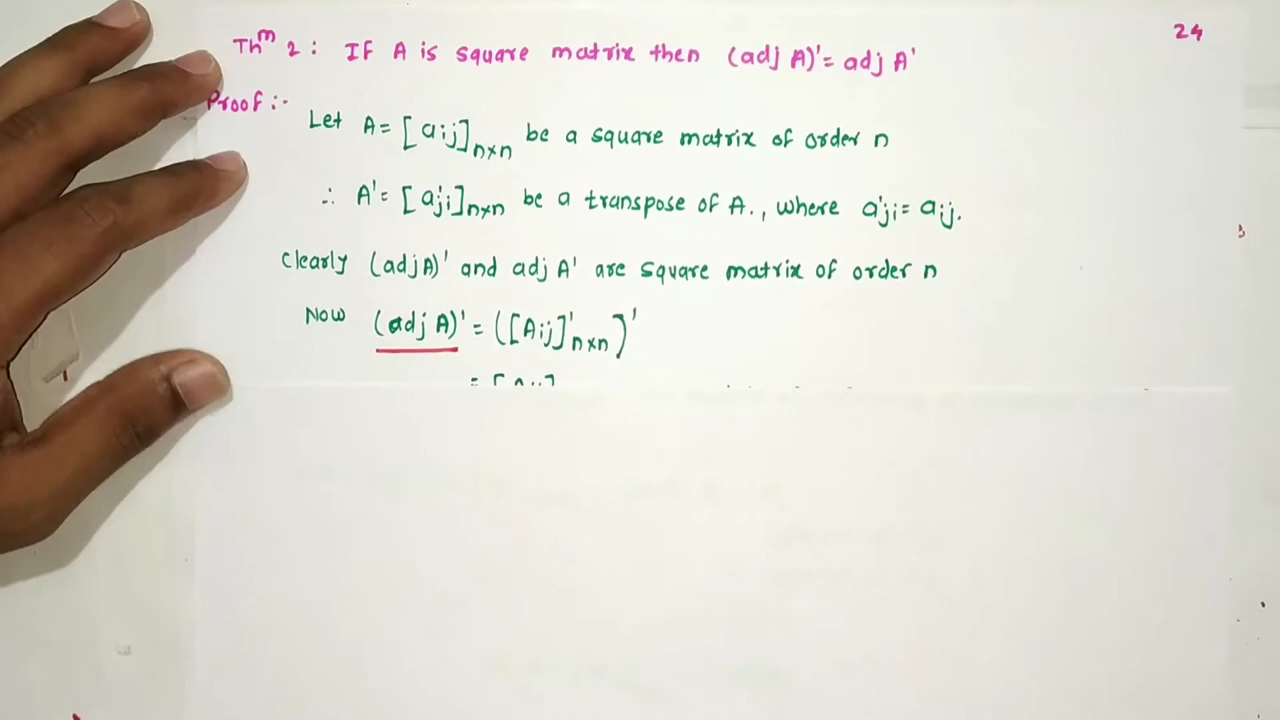 24
Thm 2 : If A is square matrix then (adj A)' = adj A'
Proof :-
Let A = [aij]n×n be a square matrix of order n
∴ A' = [a'ji]n×n be a transpose of A., where a'ji = aij.
Clearly (adj A)' and adj A' are square matrix of order n
Now (adj A)' = ([Aij]'n×n)'